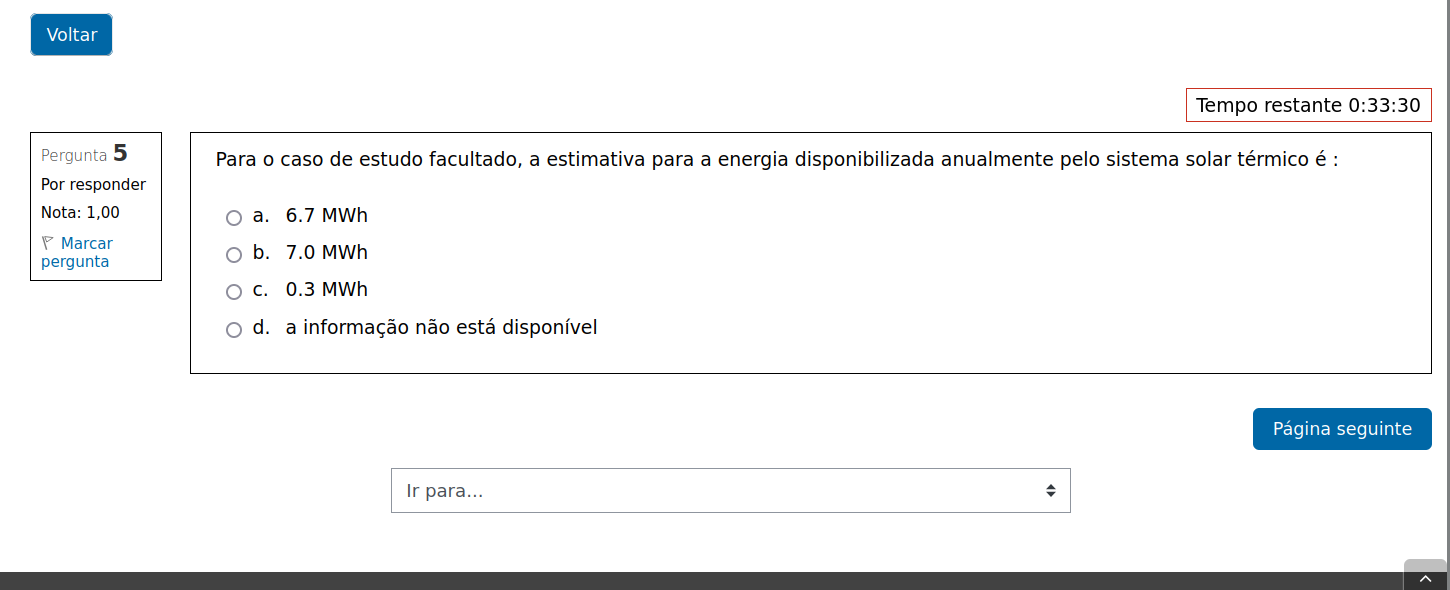 Voltar
Tempo restante 0:33:30
Pergunta 5
Por responder
Nota: 1,00
Marcar
pergunta
Para o caso de estudo facultado, a estimativa para a energia disponibilizada anualmente pelo sistema solar térmico é :
a. 6.7 MWh
b. 7.0 MWh
c. 0.3 MWh
d. a informação não está disponível
Página seguinte
Ir para...